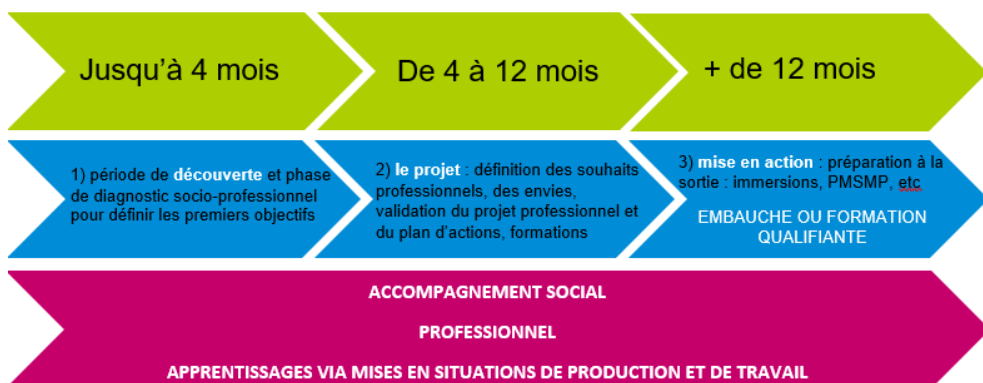 Jusqu'à 4 mois
De 4 à 12 mois
+ de 12 mois
1) période de découverte et phase
de diagnostic socio-professionnel
pour définir les premiers objectifs
2) le projet : définition des souhaits
professionnels, des envies,
validation du projet professionnel et
du plan d'actions, formations
3) mise en action : préparation à la
sortie : immersions, PMSMP, etc
EMBAUCHE OU FORMATION
QUALIFIANTE
ACCOMPAGNEMENT SOCIAL
PROFESSIONNEL
APPRENTISSAGES VIA MISES EN SITUATIONS DE PRODUCTION ET DE TRAVAIL